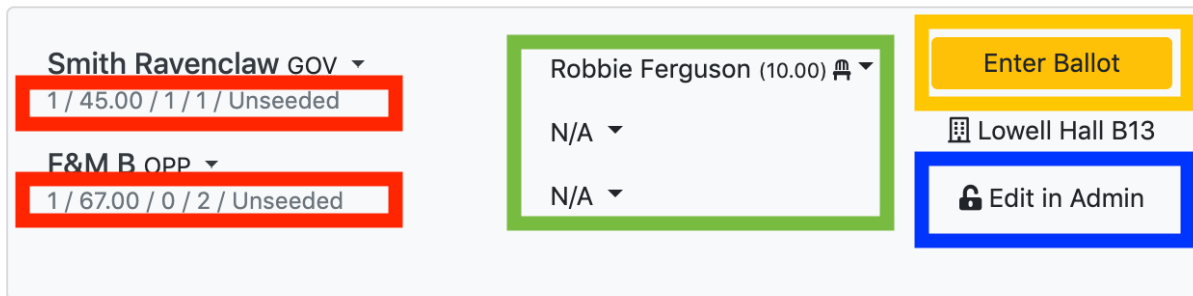 Smith Ravenclaw GOV
1 / 45.00 / 1 / 1 / Unseeded
F&M B OPP
1 / 67.00 / 0 / 2 / Unseeded
Robbie Ferguson (10.00)
N/A
N/A
Enter Ballot
Lowell Hall B13
Edit in Admin